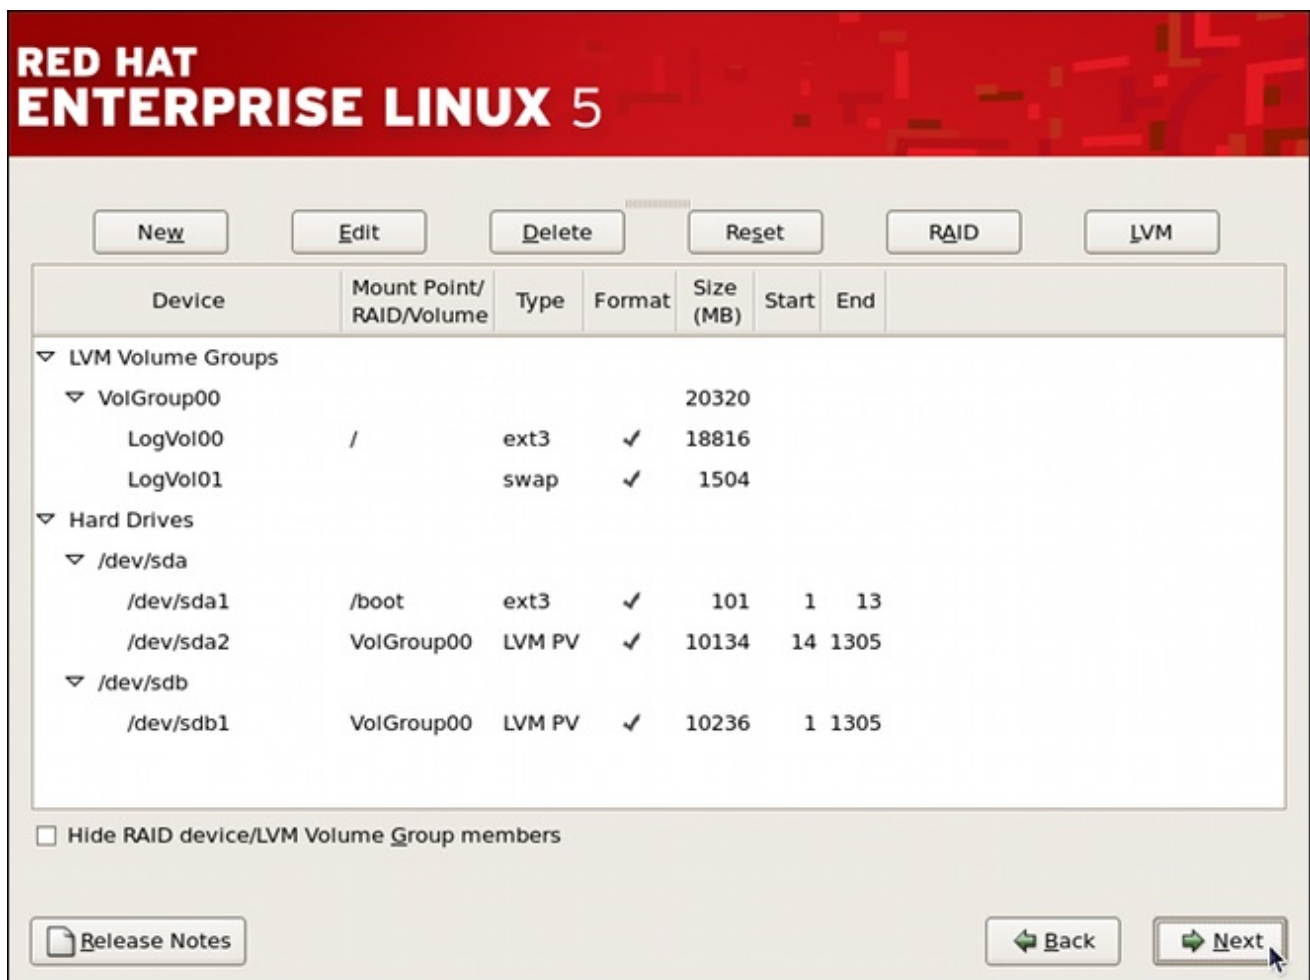 RED HAT
ENTERPRISE LINUX 5
New Edit Delete Reset RAID LVM
Device Mount Point/ RAID/Volume Type Format Size (MB) Start End
LVM Volume Groups
VolGroup00 20320
LogVol00 / ext3 18816
LogVol01 swap 1504
Hard Drives
/dev/sda
/dev/sda1 /boot ext3 101 1 13
/dev/sda2 VolGroup00 LVM PV 10134 14 1305
/dev/sdb
/dev/sdb1 VolGroup00 LVM PV 10236 1 1305
Hide RAID device/LVM Volume Group members
Release Notes Back Next